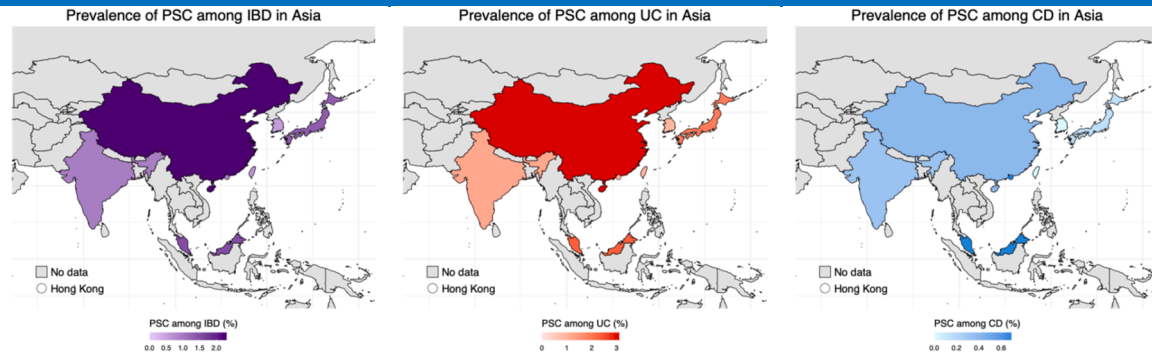 Prevalence of PSC among IBD in Asia
No data
Hong Kong
PSC among IBD (%)
0.0 0.5 1.0 1.5 2.0
Prevalence of PSC among UC in Asia
No data
Hong Kong
PSC among UC (%)
0 1 2 3
Prevalence of PSC among CD in Asia
No data
Hong Kong
PSC among CD (%)
0.0 0.2 0.4 0.6